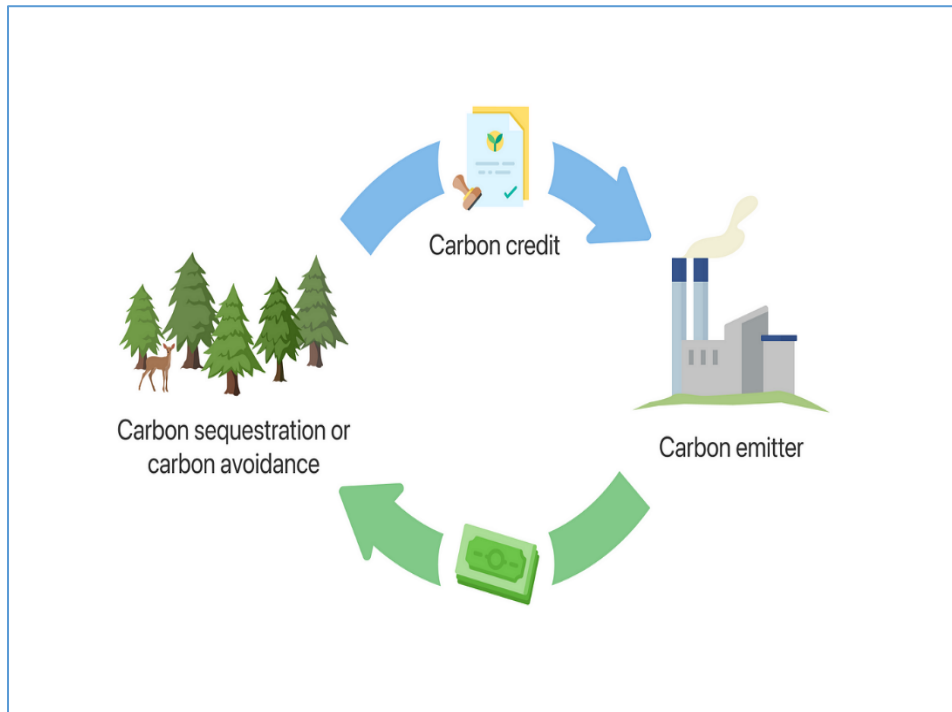 Carbon credit
Carbon sequestration or
carbon avoidance
Carbon emitter